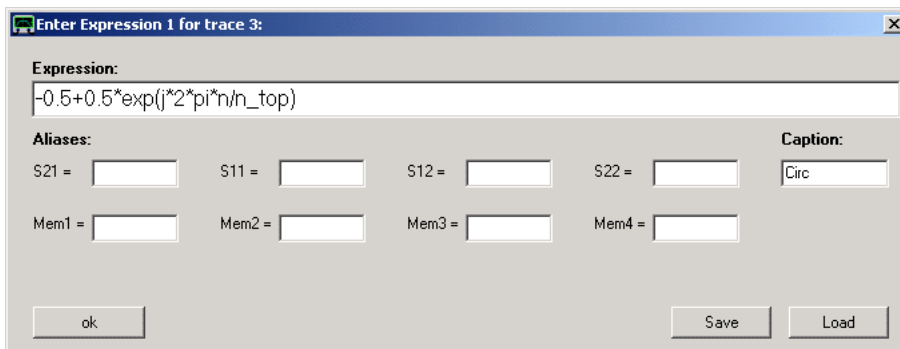 Enter Expression 1 for trace 3:
Expression:
-0.5+0.5*exp(j*2*pi*n/n_top)
Aliases: Caption:
S21 = S11 = S12 = S22 = Circ
Mem1 = Mem2 = Mem3 = Mem4 =
ok Save Load